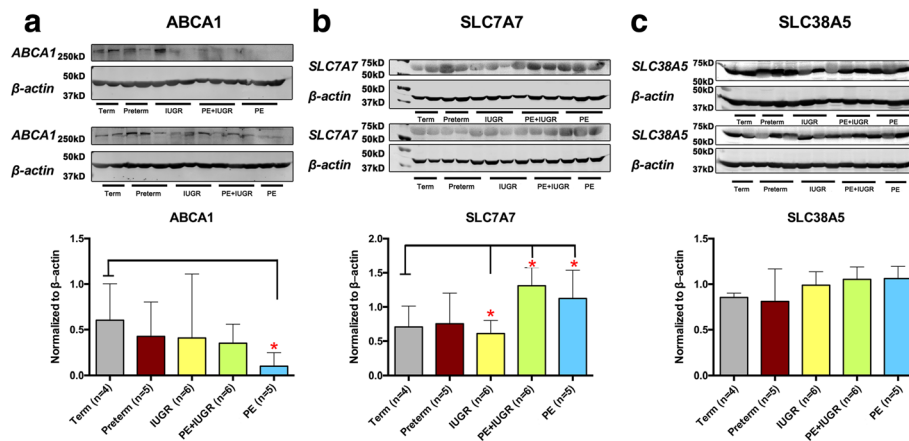 a
ABCA1
ABCA1 250kD
β-actin 50kD
37kD
Term Preterm IUGR PE+IUGR PE
ABCA1 250kD
β-actin 50kD
37kD
Term Preterm IUGR PE+IUGR PE
ABCA1
Normalized to β–actin
2.0
1.5
1.0
0.5
0.0
*
Term (n=4)
Preterm (n=5)
IUGR (n=6)
PE+IUGR (n=6)
PE (n=5)
b
SLC7A7
SLC7A7 75kD
50kD
β-actin 50kD
37kD
Term Preterm IUGR PE+IUGR PE
SLC7A7 75kD
50kD
β-actin 50kD
37kD
Term Preterm IUGR PE+IUGR PE
SLC7A7
Normalized to β–actin
2.0
1.5
1.0
0.5
0.0
* * *
Term (n=4)
Preterm (n=5)
IUGR (n=6)
PE+IUGR (n=6)
PE (n=5)
c
SLC38A5
SLC38A5 75kD
50kD
β-actin 50kD
37kD
Term Preterm IUGR PE+IUGR PE
SLC38A5 75kD
50kD
β-actin 50kD
37kD
Term Preterm IUGR PE+IUGR PE
SLC38A5
Normalized to β–actin
2.0
1.5
1.0
0.5
0.0
Term (n=4)
Preterm (n=5)
IUGR (n=6)
PE+IUGR (n=6)
PE (n=5)